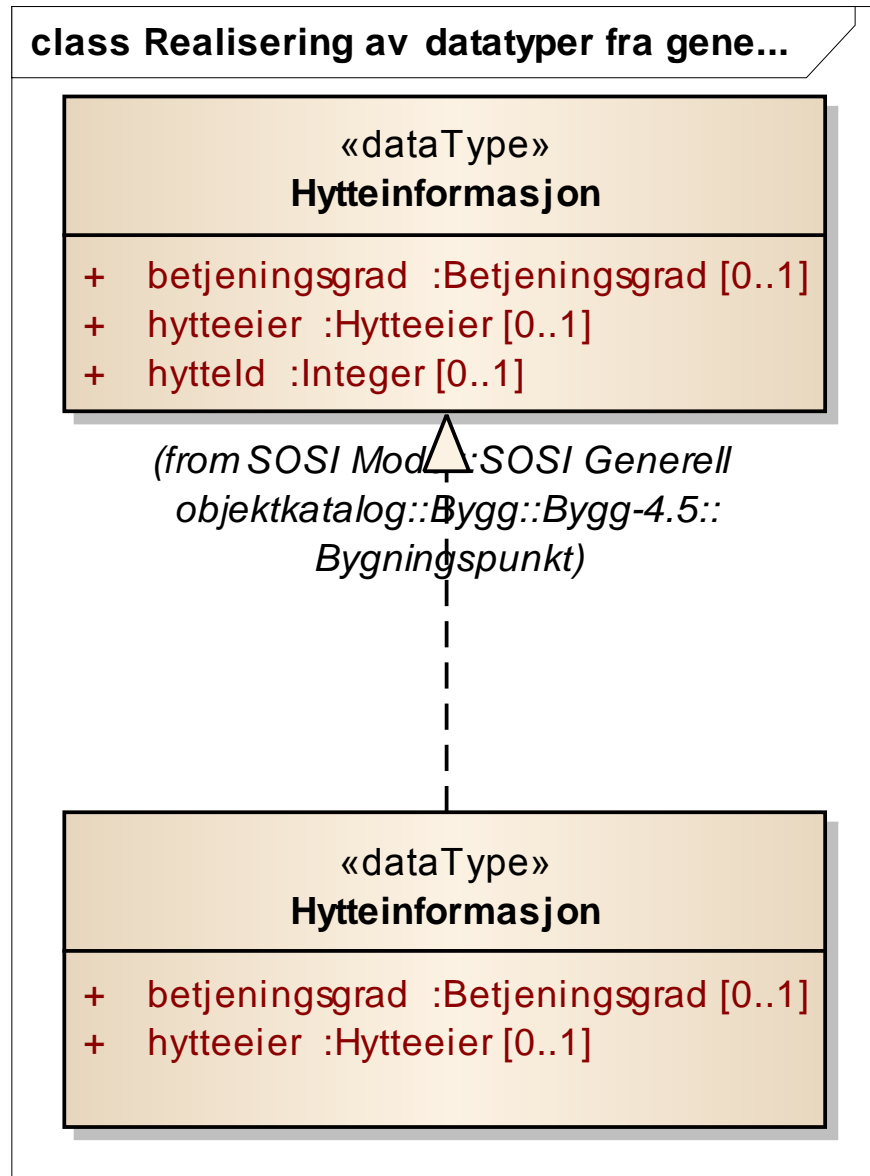 class Realisering av datatyper fra gene...
«dataType»
Hytteinformasjon
+ betjeningsgrad :Betjeningsgrad [0..1]
+ hytteeier :Hytteeier [0..1]
+ hytteId :Integer [0..1]
(from SOSI Model::SOSI Generell
objektkatalog::Bygg::Bygg-4.5::
Bygningspunkt)
«dataType»
Hytteinformasjon
+ betjeningsgrad :Betjeningsgrad [0..1]
+ hytteeier :Hytteeier [0..1]